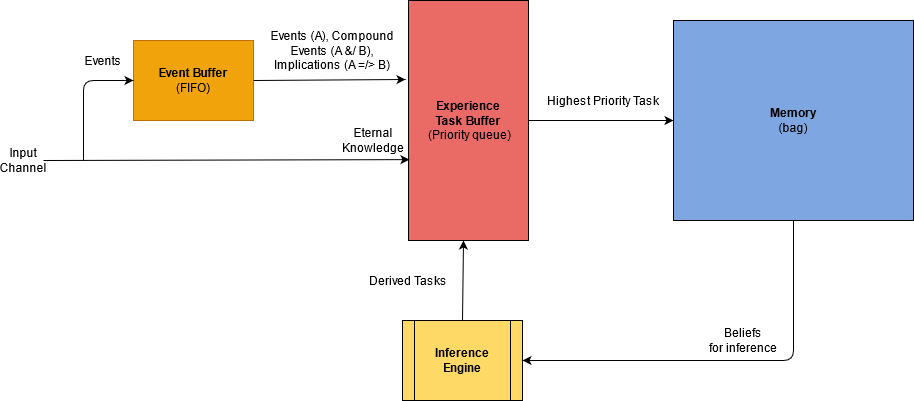 Events
Event Buffer
(FIFO)
Events (A), Compound
Events (A &/ B),
Implications (A =/> B)
Input
Channel
Eternal
Knowledge
Experience
Task Buffer
(Priority queue)
Highest Priority Task
Memory
(bag)
Derived Tasks
Inference
Engine
Beliefs
for inference